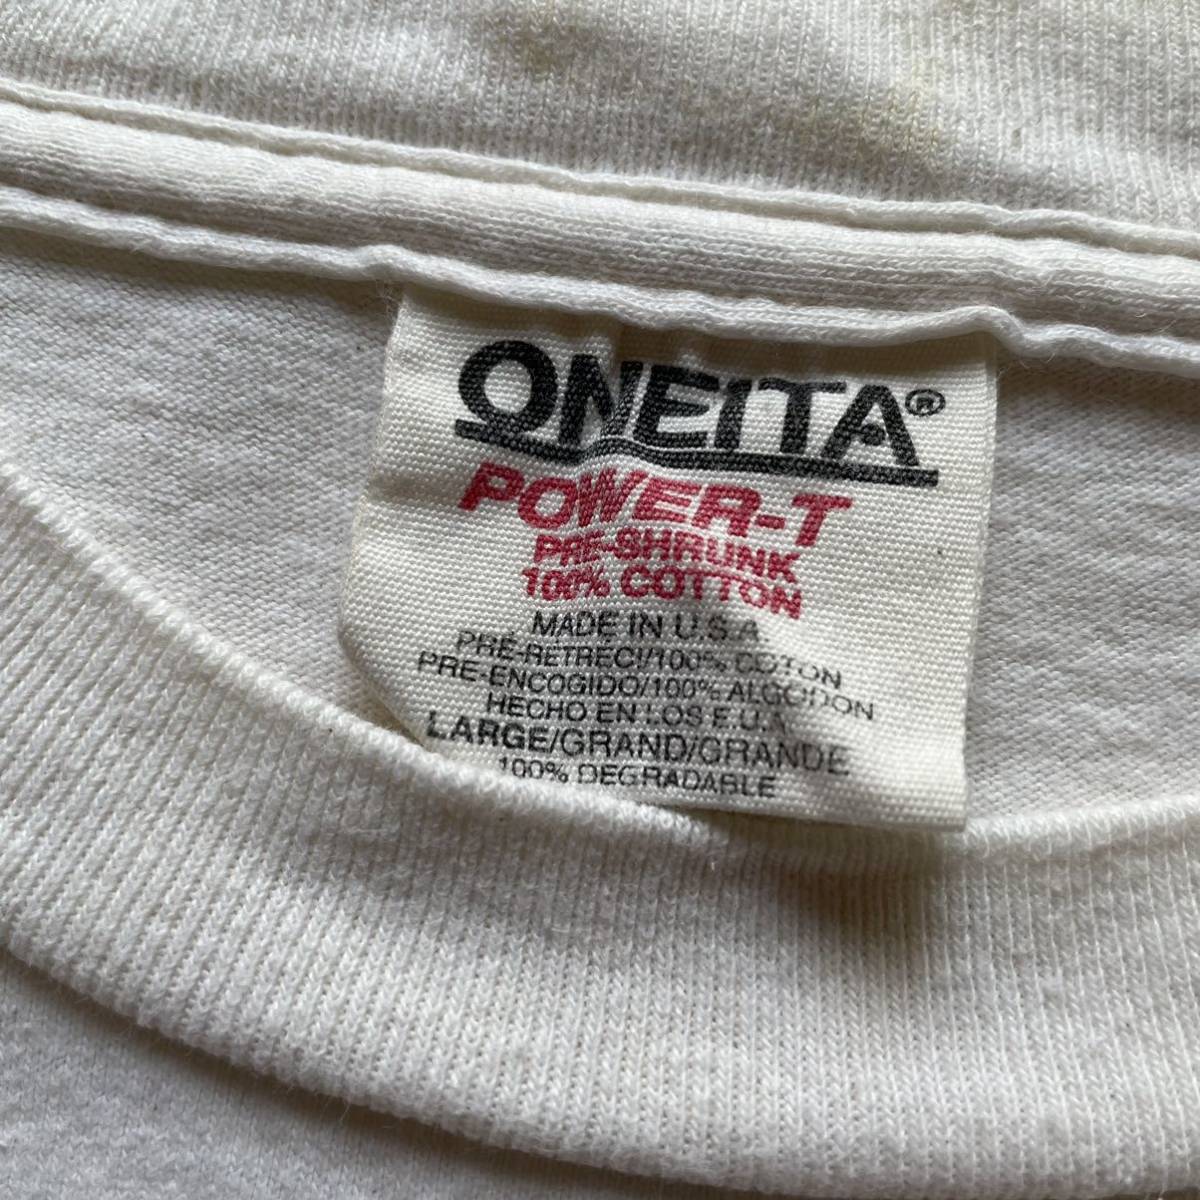 ONEITA®
POWER-T
PRE-SHRUNK
100% COTTON
MADE IN U.S.A.
PRÉ-RETRECI/100% COTON
PRE-ENCOGIDO/100% ALGODON
HECHO EN LOS E.U.A.
LARGE/GRAND/GRANDE
100% DEGRADABLE